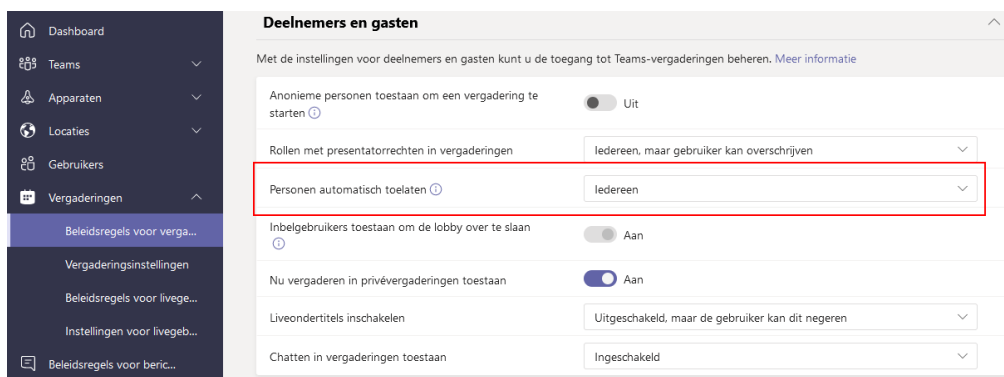 Dashboard
Teams
Apparaten
Locaties
Gebruikers
Vergaderingen
Beleidsregels voor verga...
Vergaderingsinstellingen
Beleidsregels voor livege...
Instellingen voor livegeb...
Beleidsregels voor beric...
Deelnemers en gasten
Met de instellingen voor deelnemers en gasten kunt u de toegang tot Teams-vergaderingen beheren. Meer informatie
Anonieme personen toestaan om een vergadering te
starten
Uit
Rollen met presentatorrechten in vergaderingen
Iedereen, maar gebruiker kan overschrijven
Personen automatisch toelaten
Iedereen
Inbelgebruikers toestaan om de lobby over te slaan
Aan
Nu vergaderen in privévergaderingen toestaan
Aan
Liveondertitels inschakelen
Uitgeschakeld, maar de gebruiker kan dit negeren
Chatten in vergaderingen toestaan
Ingeschakeld